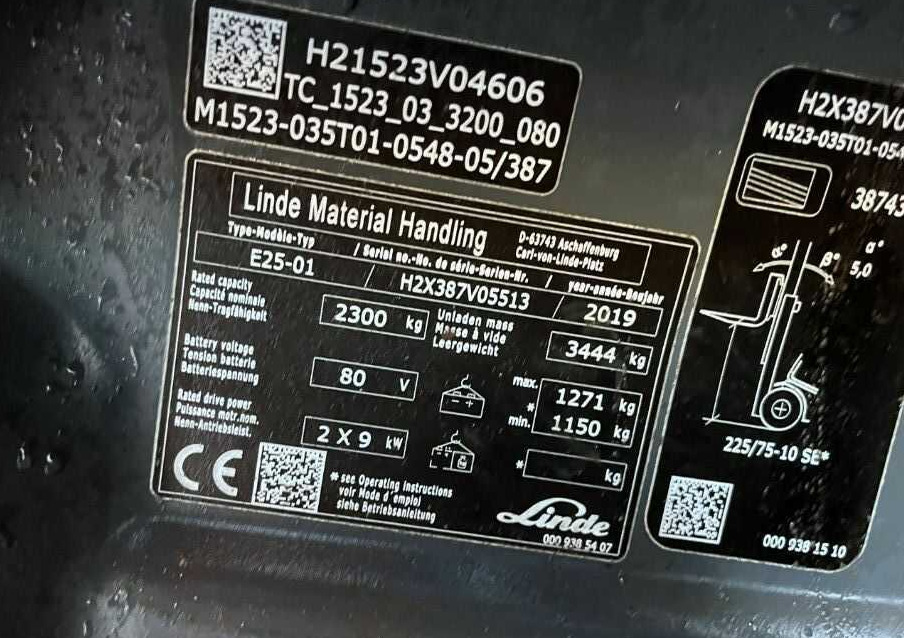 H21523V04606
TC_1523_03_3200_080
M1523-035T01-0548-05/387
Linde Material Handling
D-63743 Aschaffenburg
Carl-von-Linde-Platz
Type-Modèle-Typ / Serial no.-No. de série-Serien-Nr. / year-année-Baujahr
E25-01 / H2X387V05513 / 2019
Rated capacity
Capacité nominale
Nenn-Tragfähigkeit
2300 kg
Unladen mass
Masse à vide
Leergewicht
3444 kg
Battery voltage
Tension batterie
Batteriespannung
80 V
- +
max. 1271 kg
* min. 1150 kg
Rated drive power
Puissance motr.nom.
Nenn-Antriebsleist.
2 X 9 kW
* kg
CE
* see Operating instructions
voir Mode d'emploi
siehe Betriebsanleitung
Linde
000 938 54 07
H2X387V0
M1523-035T01-054
38743
α°
α° β° 5,0
225/75-10 SE*
000 938 15 10